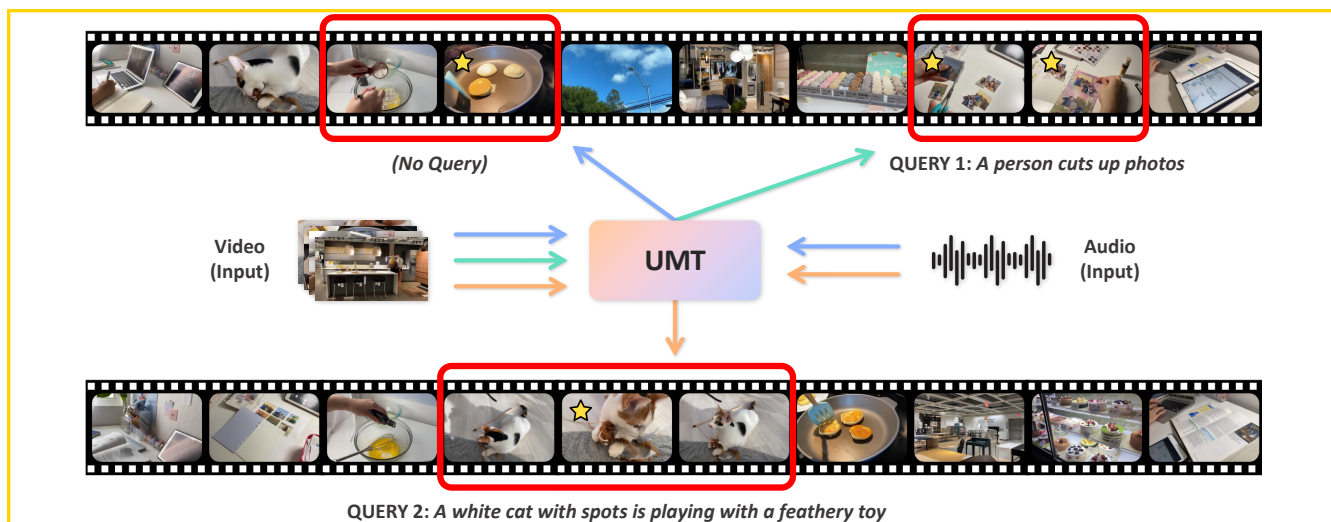 (No Query)
QUERY 1: A person cuts up photos
Video
(Input)
UMT
Audio
(Input)
QUERY 2: A white cat with spots is playing with a feathery toy